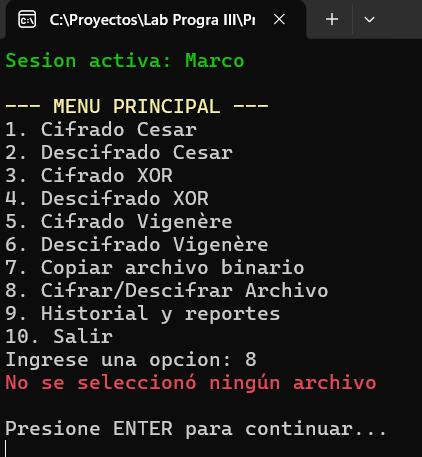 C:\Proyectos\Lab Progra III\Pr
Sesion activa: Marco
--- MENU PRINCIPAL ---
1. Cifrado Cesar
2. Descifrado Cesar
3. Cifrado XOR
4. Descifrado XOR
5. Cifrado Vigenère
6. Descifrado Vigenère
7. Copiar archivo binario
8. Cifrar/Descifrar Archivo
9. Historial y reportes
10. Salir
Ingrese una opcion: 8
No se seleccionó ningún archivo
Presione ENTER para continuar...